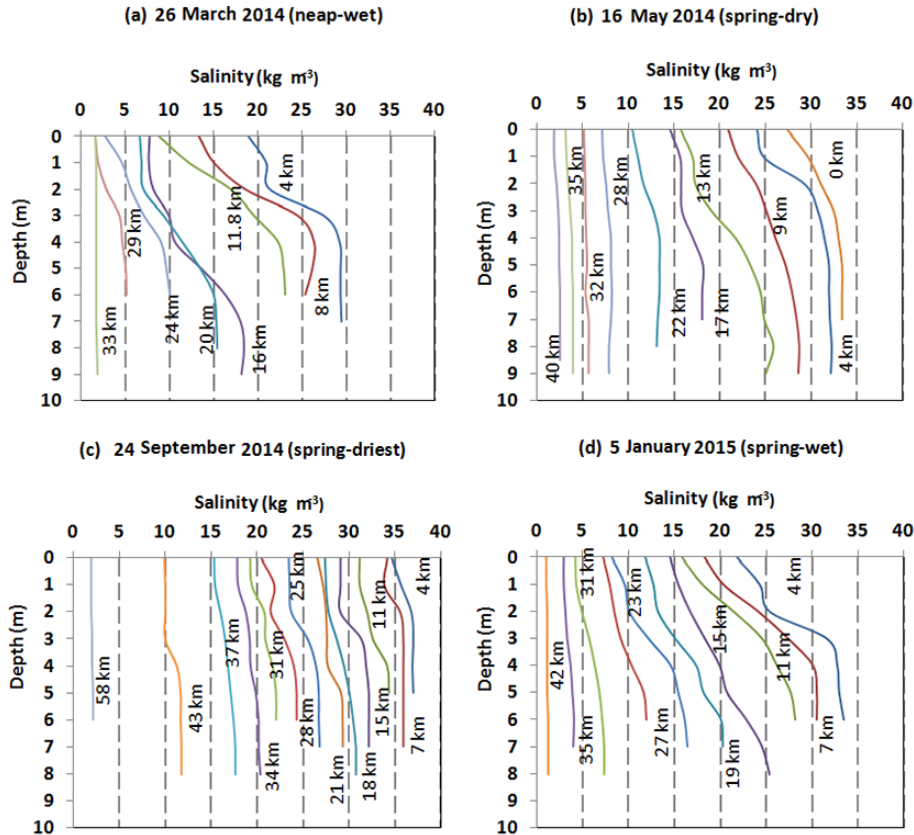 (a) 26 March 2014 (neap-wet)
Salinity (kg m³)
0 5 10 15 20 25 30 35 40
Depth (m)
0
1
2
3
4
5
6
7
8
9
10
33 km
29 km
24 km
20 km
16 km
11.8 km
8 km
4 km
(b) 16 May 2014 (spring-dry)
Salinity (kg m³)
0 5 10 15 20 25 30 35 40
Depth (m)
0
1
2
3
4
5
6
7
8
9
10
40 km
35 km
32 km
28 km
22 km
17 km
13 km
9 km
4 km
0 km
(c) 24 September 2014 (spring-driest)
Salinity (kg m³)
0 5 10 15 20 25 30 35 40
Depth (m)
0
1
2
3
4
5
6
7
8
9
10
58 km
43 km
37 km
34 km
31 km
28 km
25 km
21 km
18 km
15 km
11 km
7 km
4 km
(d) 5 January 2015 (spring-wet)
Salinity (kg m³)
0 5 10 15 20 25 30 35 40
Depth (m)
0
1
2
3
4
5
6
7
8
9
10
42 km
35 km
31 km
27 km
23 km
19 km
15 km
11 km
7 km
4 km